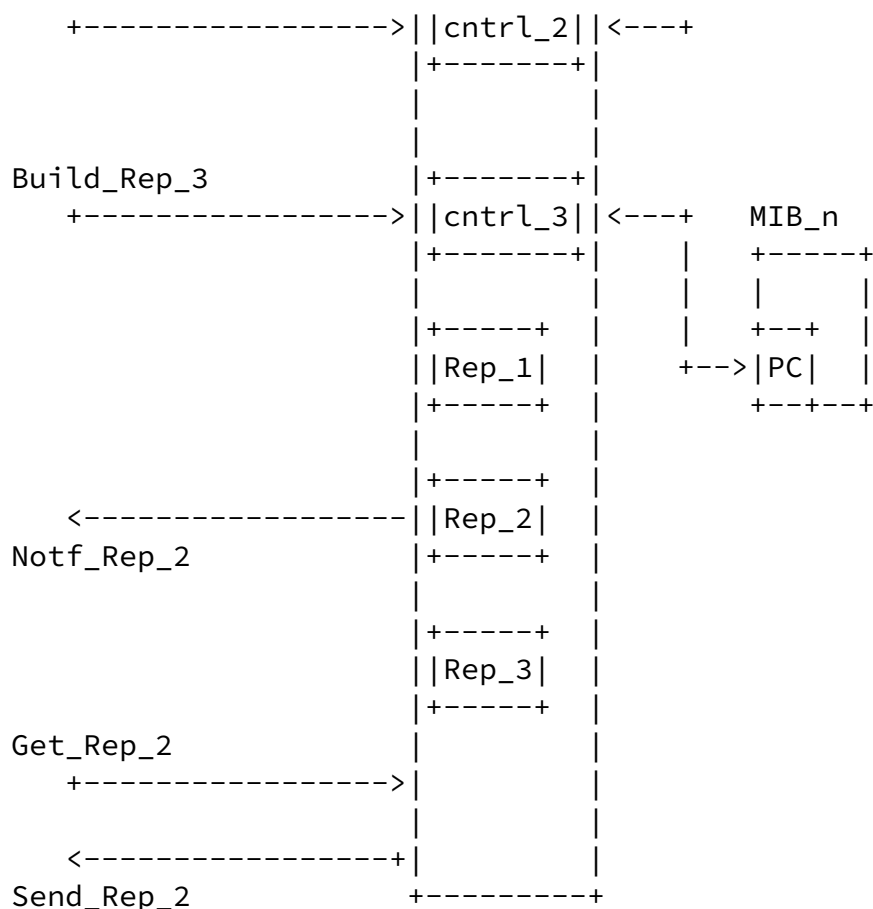 cntrl_2
Build_Rep_3
cntrl_3 MIB_n
Rep_1 PC
Rep_2
Notf_Rep_2
Rep_3
Get_Rep_2
Send_Rep_2